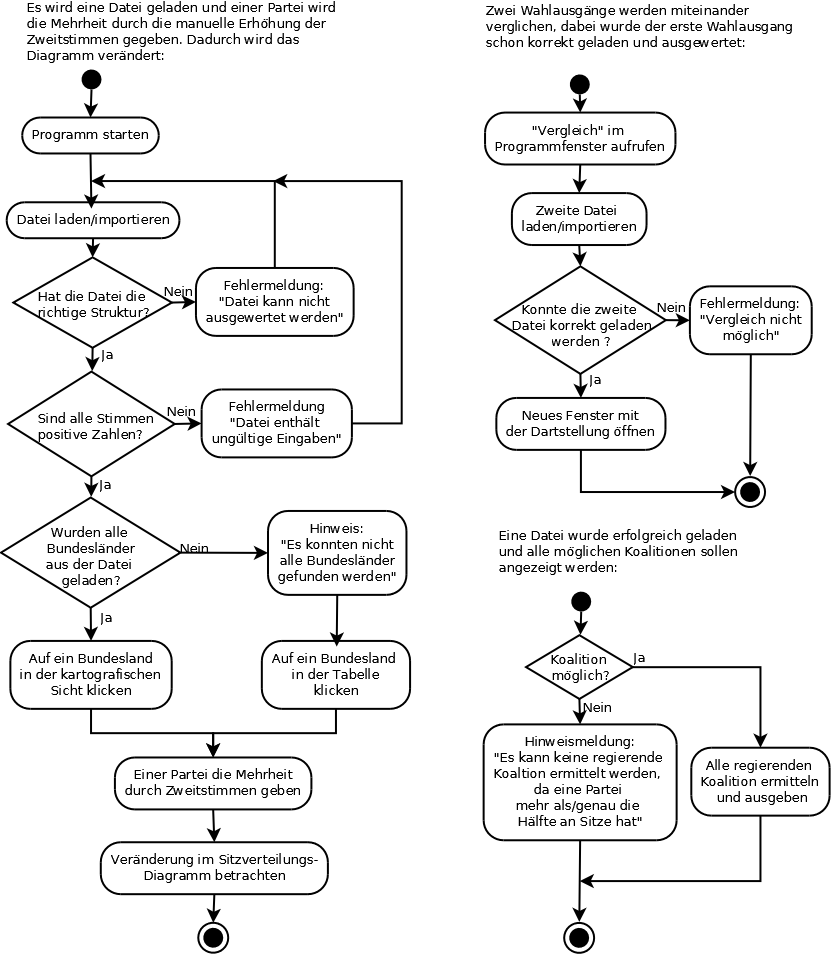 Es wird eine Datei geladen und einer Partei wird
die Mehrheit durch die manuelle Erhöhung der
Zweitstimmen gegeben. Dadurch wird das
Diagramm verändert:
Programm starten
Datei laden/importieren
Hat die Datei die
richtige Struktur?
Nein
Fehlermeldung:
"Datei kann nicht
ausgewertet werden"
Ja
Sind alle Stimmen
positive Zahlen?
Nein
Fehlermeldung
"Datei enthält
ungültige Eingaben"
Ja
Wurden alle
Bundesländer
aus der Datei
geladen?
Nein
Hinweis:
"Es konnten nicht
alle Bundesländer
gefunden werden"
Ja
Auf ein Bundesland
in der kartografischen
Sicht klicken
Auf ein Bundesland
in der Tabelle
klicken
Einer Partei die Mehrheit
durch Zweitstimmen geben
Veränderung im Sitzverteilungs-
Diagramm betrachten
Zwei Wahlausgänge werden miteinander
verglichen, dabei wurde der erste Wahlausgang
schon korrekt geladen und ausgewertet:
"Vergleich" im
Programmfenster aufrufen
Zweite Datei
laden/importieren
Konnte die zweite
Datei korrekt geladen
werden ?
Nein
Fehlermeldung:
"Vergleich nicht
möglich"
Ja
Neues Fenster mit
der Dartstellung öffnen
Eine Datei wurde erfolgreich geladen
und alle möglichen Koalitionen sollen
angezeigt werden:
Koalition
möglich?
Ja
Nein
Hinweismeldung:
"Es kann keine regierende
Koaltion ermittelt werden,
da eine Partei
mehr als/genau die
Hälfte an Sitze hat"
Alle regierenden
Koalition ermitteln
und ausgeben